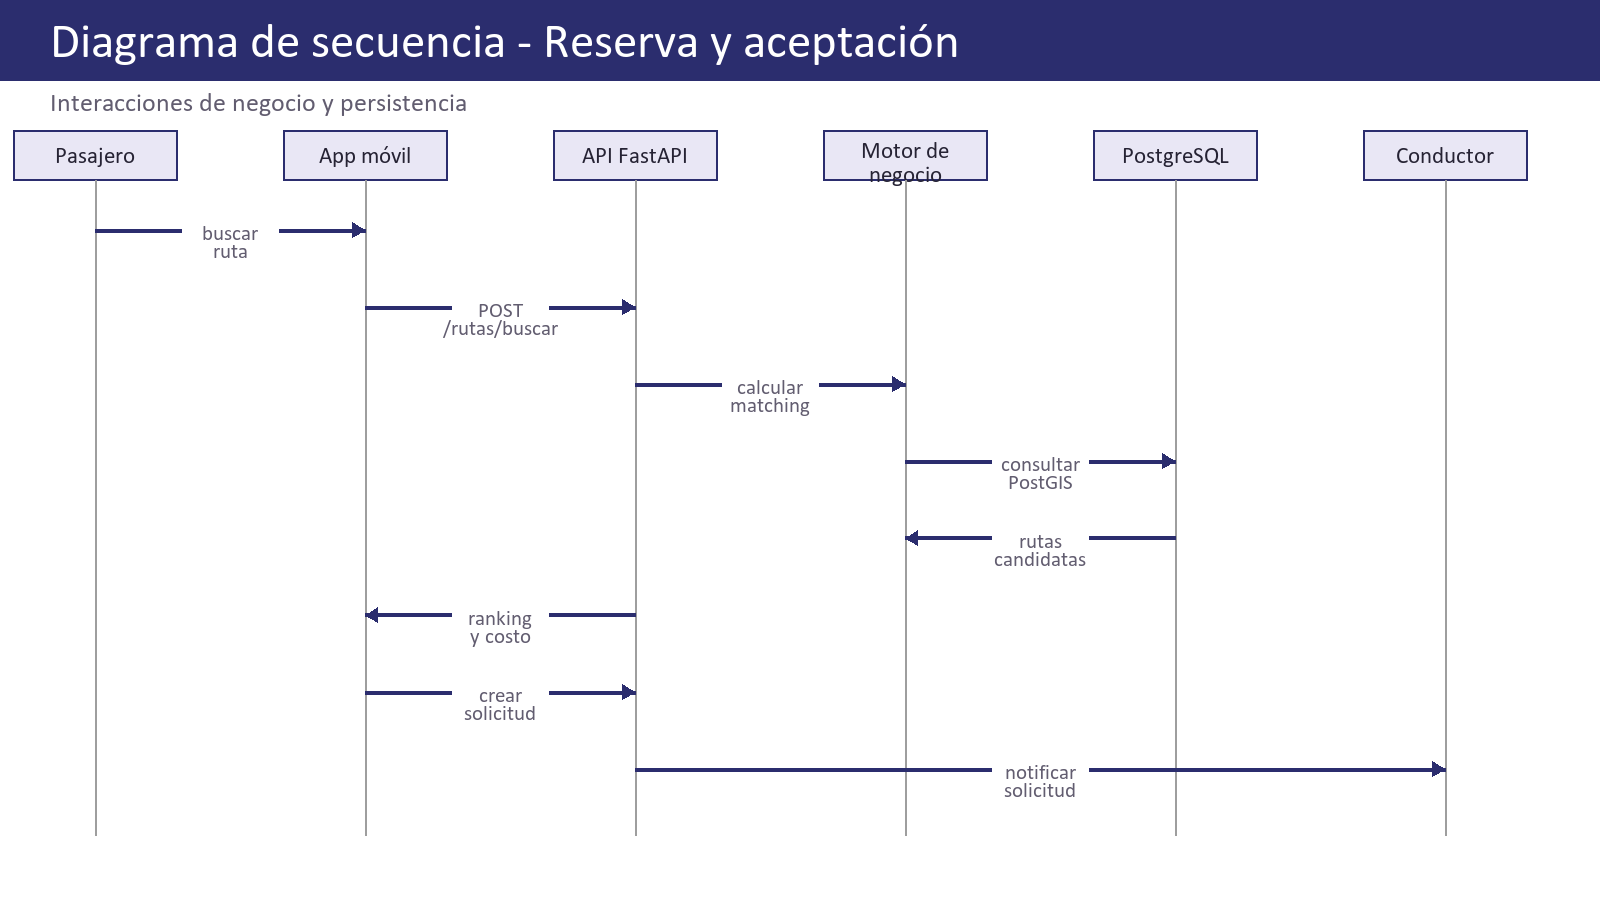 Diagrama de secuencia - Reserva y aceptación
Interacciones de negocio y persistencia
Pasajero
App móvil
API FastAPI
Motor de
negocio
PostgreSQL
Conductor
buscar
ruta
POST
/rutas/buscar
calcular
matching
consultar
PostGIS
rutas
candidatas
ranking
y costo
crear
solicitud
notificar
solicitud